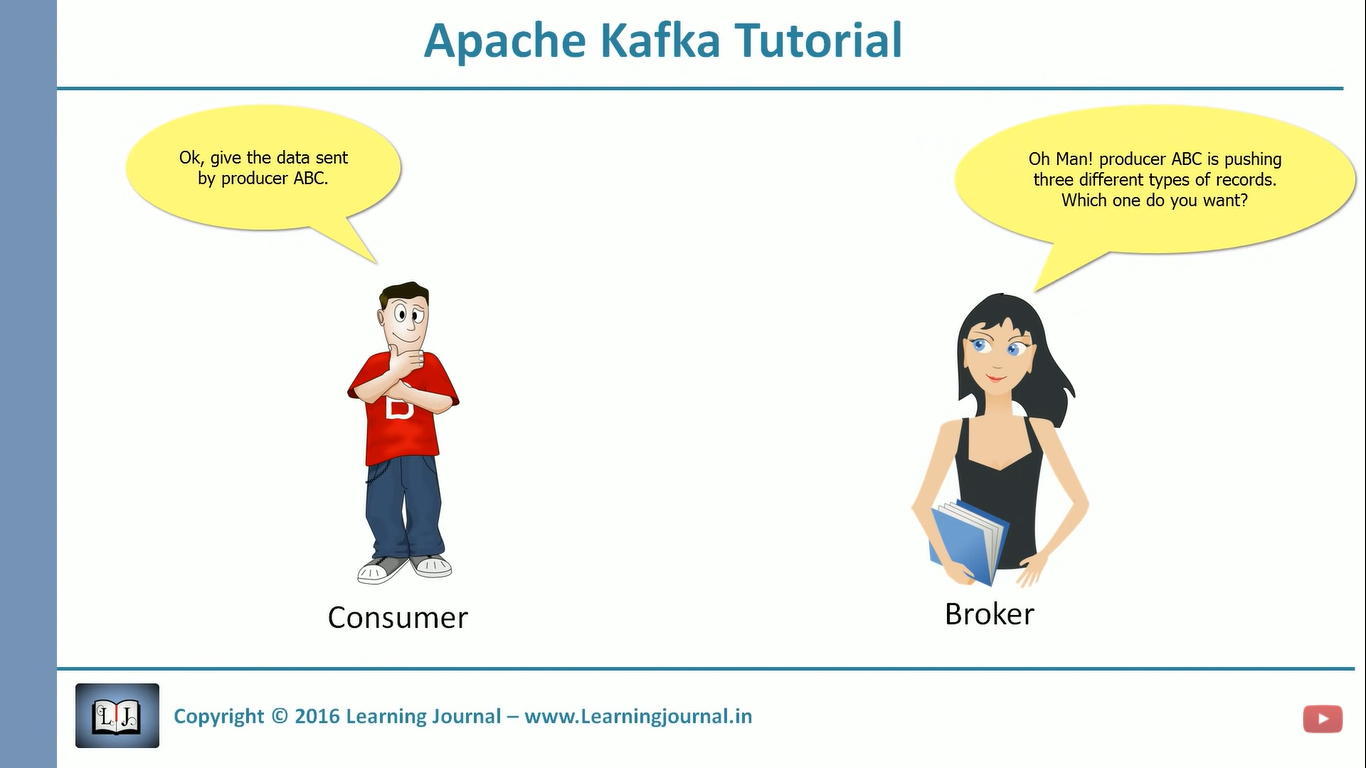 Apache Kafka Tutorial
Ok, give the data sent
by producer ABC.
Oh Man! producer ABC is pushing
three different types of records.
Which one do you want?
B
Consumer
Broker
LJ
Copyright © 2016 Learning Journal – www.Learningjournal.in